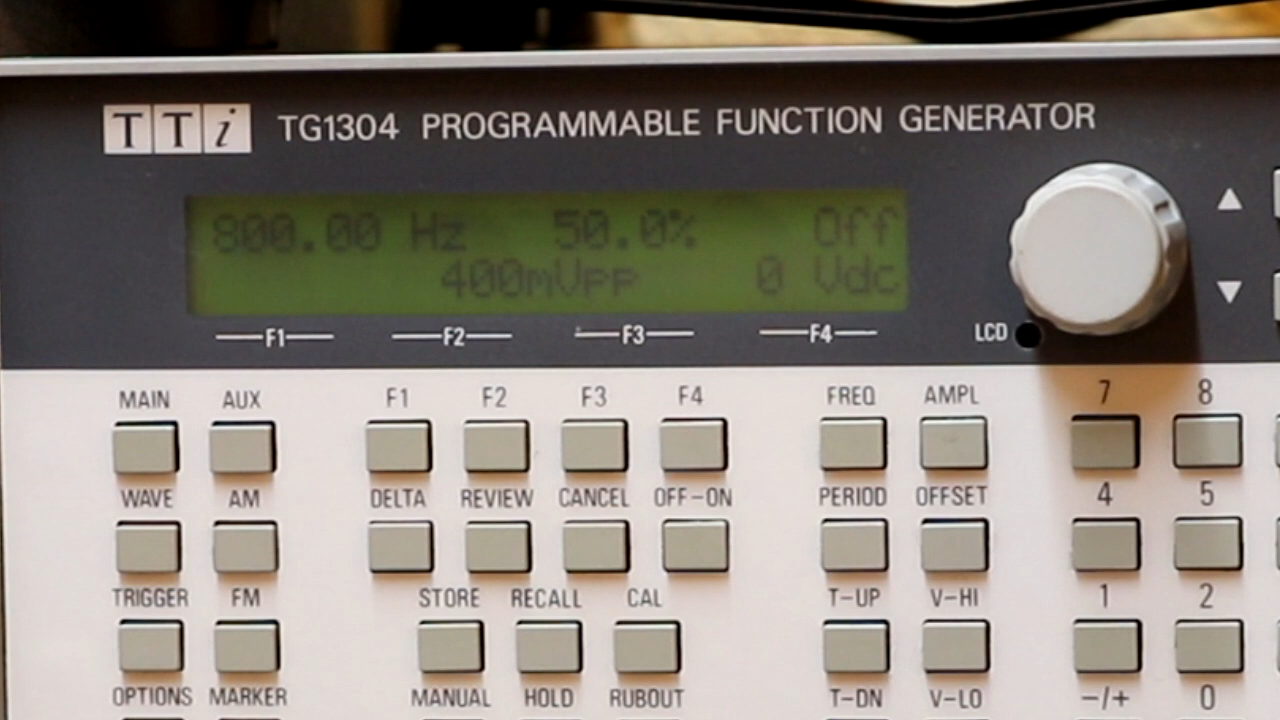 TTi TG1304 PROGRAMMABLE FUNCTION GENERATOR
800.00 Hz 50.0% Off
400mVpp 0 Vdc
F1 F2 F3 F4 LCD
MAIN AUX F1 F2 F3 F4 FREQ AMPL 7 8
WAVE AM DELTA REVIEW CANCEL OFF-ON PERIOD OFFSET 4 5
TRIGGER FM STORE RECALL CAL T-UP V-HI 1 2
OPTIONS MARKER MANUAL HOLD RUBOUT T-DN V-LO -/+ 0